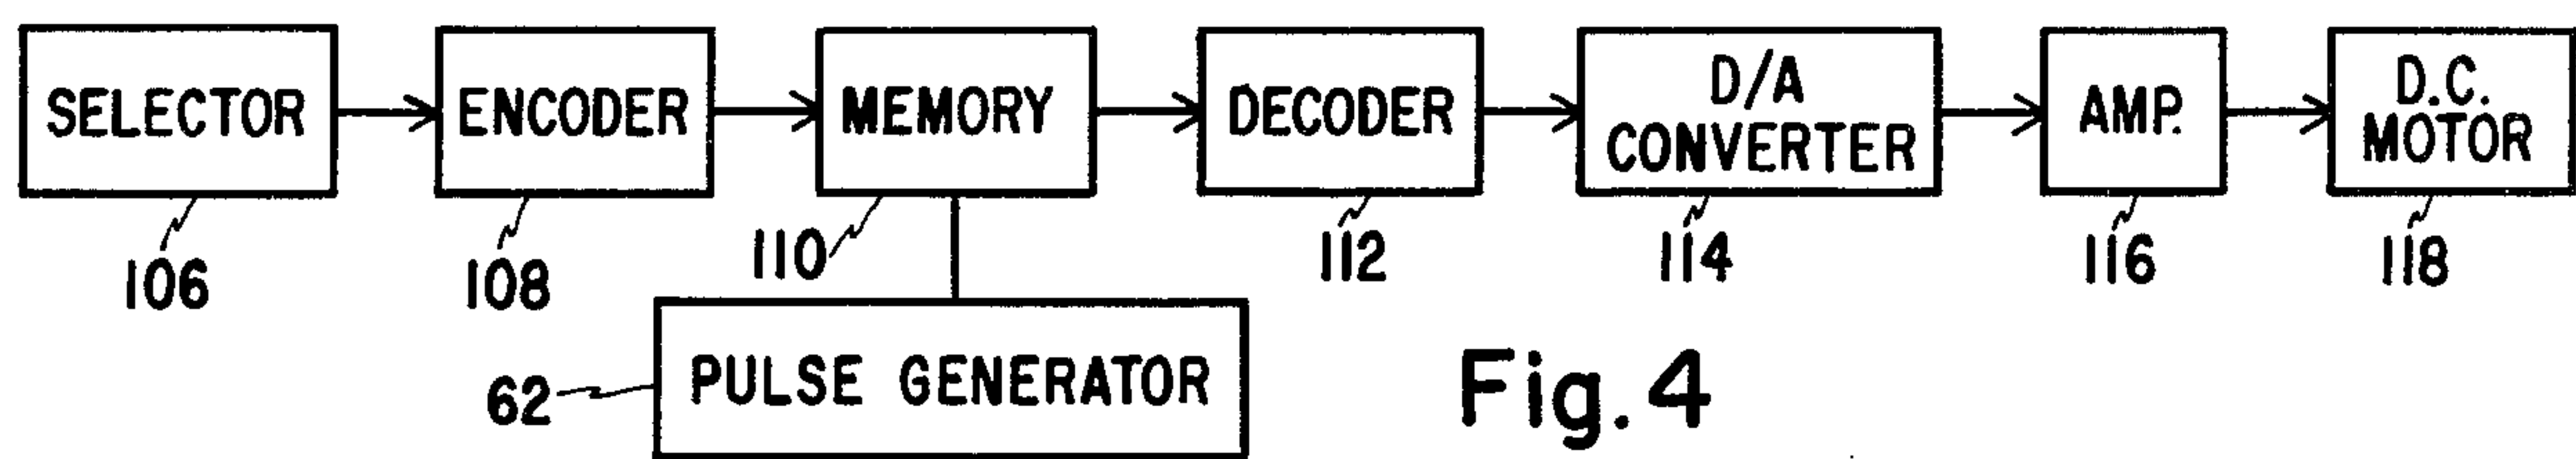 SELECTOR
ENCODER
MEMORY
DECODER
D/A
CONVERTER
AMP.
D.C.
MOTOR
106
108
110
112
114
116
118
62
PULSE GENERATOR
Fig. 4